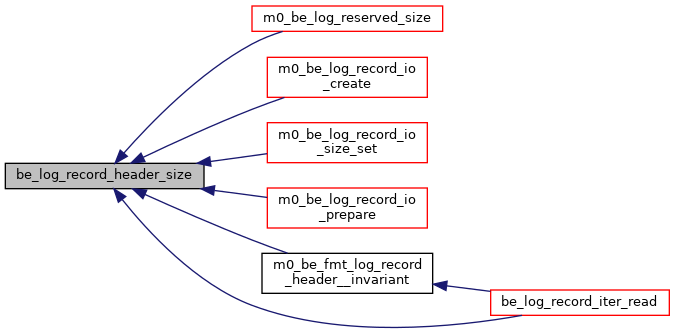 m0_be_log_reserved_size
m0_be_log_record_io
_create
m0_be_log_record_io
_size_set
be_log_record_header_size
m0_be_log_record_io
_prepare
m0_be_fmt_log_record
_header__invariant
be_log_record_iter_read